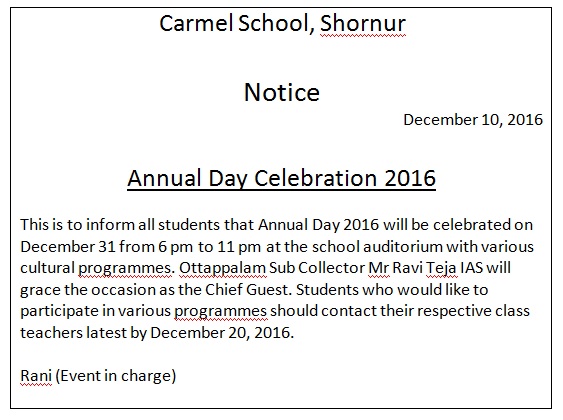 Carmel School, Shornur
Notice
December 10, 2016
Annual Day Celebration 2016
This is to inform all students that Annual Day 2016 will be celebrated on
December 31 from 6 pm to 11 pm at the school auditorium with various
cultural programmes. Ottappalam Sub Collector Mr Ravi Teja IAS will
grace the occasion as the Chief Guest. Students who would like to
participate in various programmes should contact their respective class
teachers latest by December 20, 2016.
Rani (Event in charge)